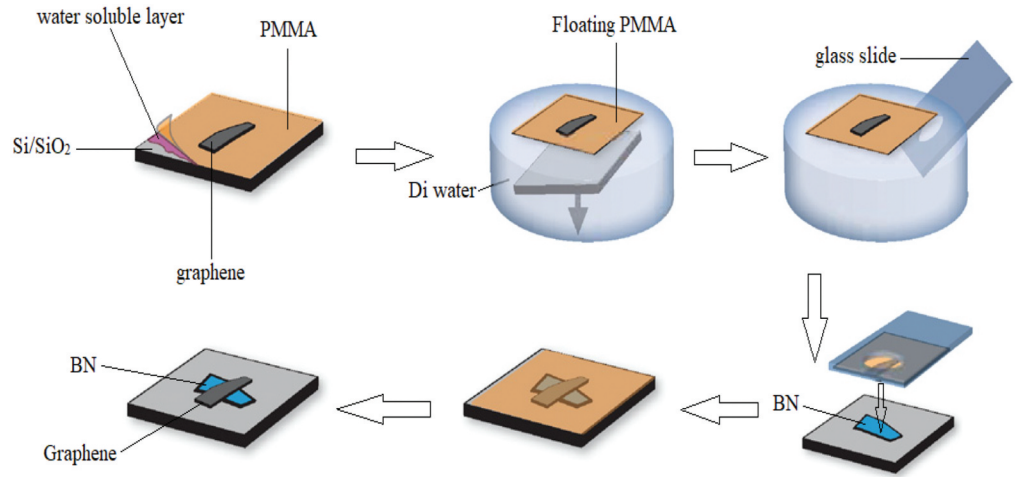 water soluble layer
PMMA
Floating PMMA
glass slide
Si/SiO₂
Di water
graphene
BN
BN
Graphene